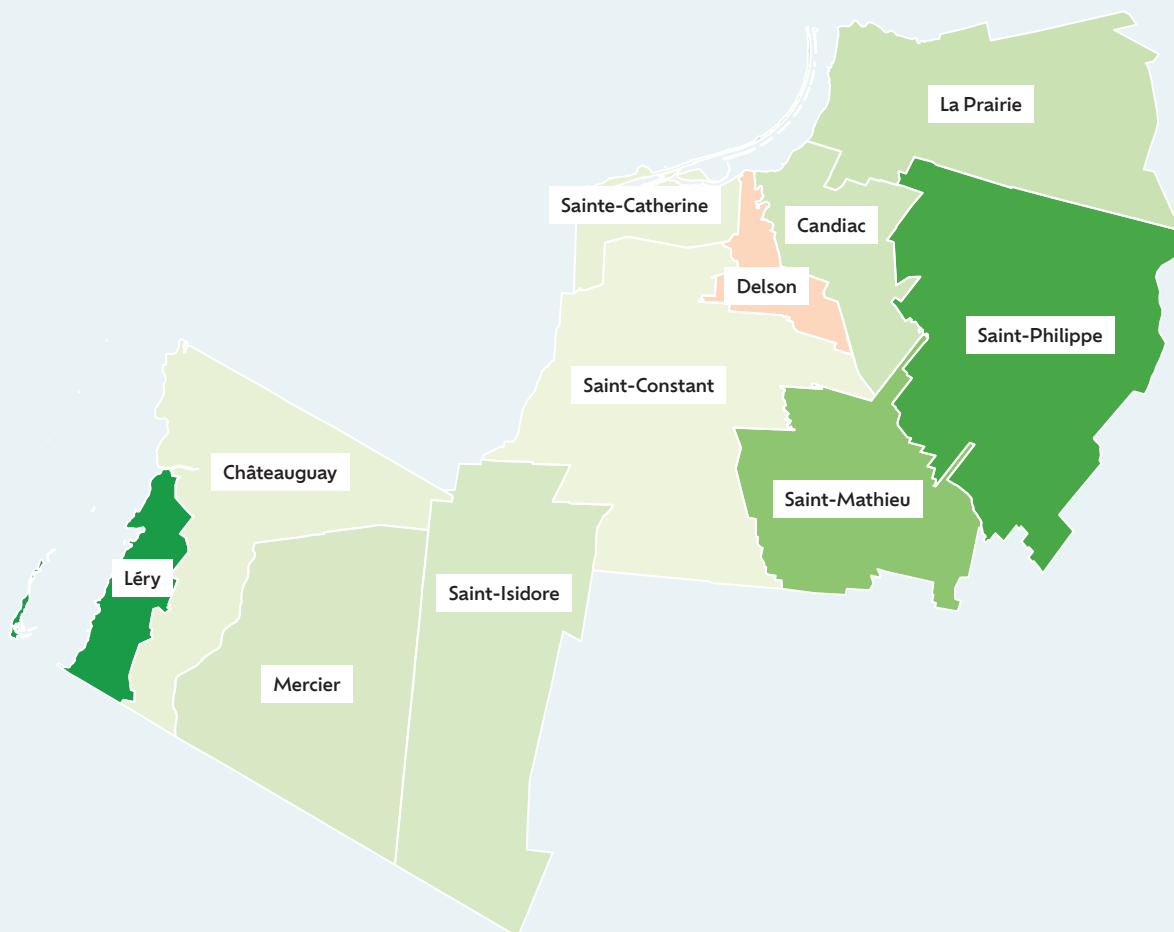 La Prairie
Sainte-Catherine
Candiac
Delson
Saint-Philippe
Saint-Constant
Châteauguay
Saint-Mathieu
Léry
Saint-Isidore
Mercier